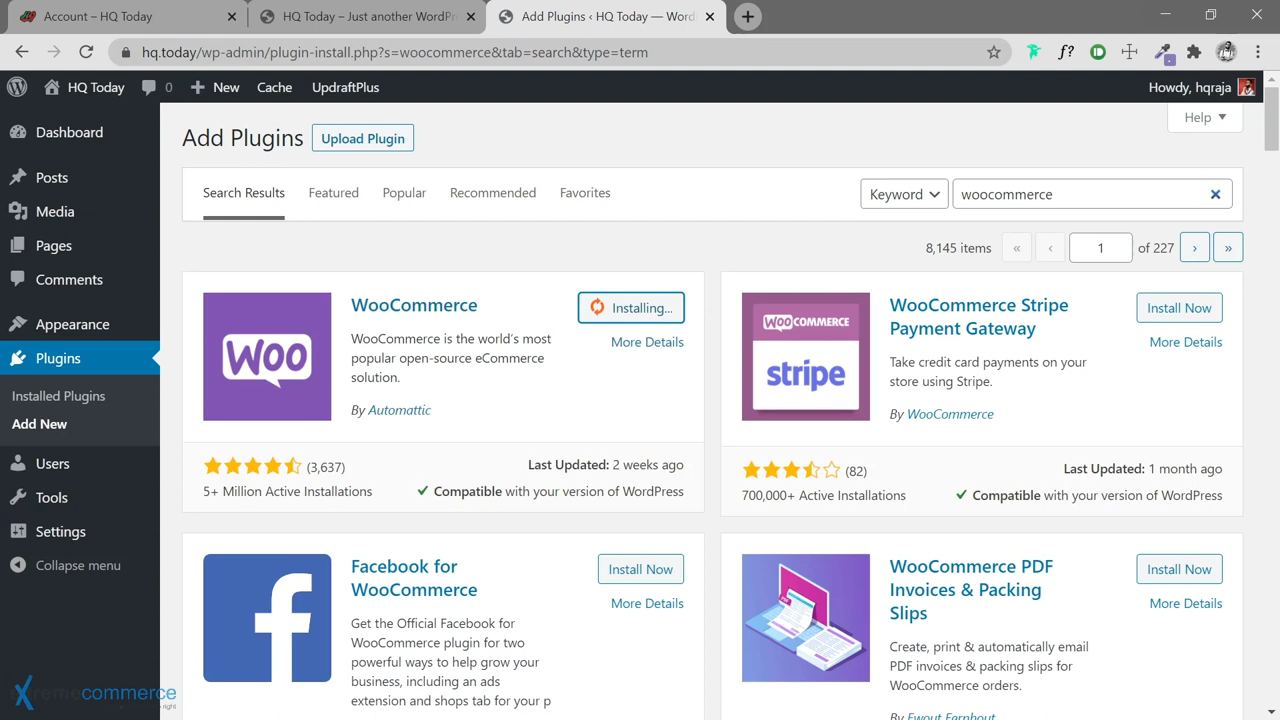 Account – HQ Today
HQ Today – Just another WordPr
Add Plugins ‹ HQ Today — Word
hq.today/wp-admin/plugin-install.php?s=woocommerce&tab=search&type=term
f?
HQ Today
0
New
Cache
UpdraftPlus
Howdy, hqraja
Dashboard
Posts
Media
Pages
Comments
Appearance
Plugins
Installed Plugins
Add New
Users
Tools
Settings
Collapse menu
Help
Add Plugins
Upload Plugin
Search Results
Featured
Popular
Recommended
Favorites
Keyword
woocommerce
8,145 items
«
‹
1
of 227
›
»
WOO
WooCommerce
Installing...
More Details
WooCommerce is the world's most
popular open-source eCommerce
solution.
By Automattic
(3,637)
5+ Million Active Installations
Last Updated: 2 weeks ago
Compatible with your version of WordPress
WOO COMMERCE
stripe
WooCommerce Stripe
Payment Gateway
Install Now
More Details
Take credit card payments on your
store using Stripe.
By WooCommerce
(82)
700,000+ Active Installations
Last Updated: 1 month ago
Compatible with your version of WordPress
f
Facebook for
WooCommerce
Install Now
More Details
Get the Official Facebook for
WooCommerce plugin for two
powerful ways to help grow your
business, including an ads
extension and shops tab for your p
WooCommerce PDF
Invoices & Packing
Slips
Install Now
More Details
Create, print & automatically email
PDF invoices & packing slips for
WooCommerce orders.
By Ewout Fernhout
extremecommerce